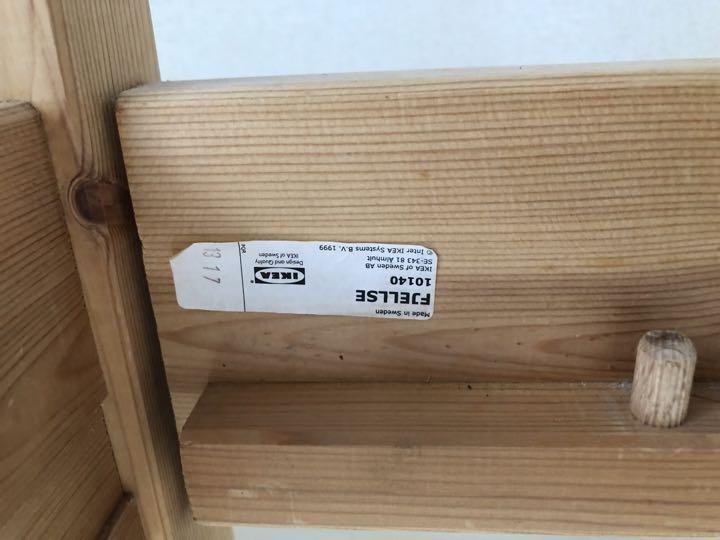 Made in Sweden
FJELLSE
10140
IKEA of Sweden AB
SE-343 81 Älmhult
© Inter IKEA Systems B.V. 1999
IKEA®
Design and Quality
IKEA of Sweden
13 17